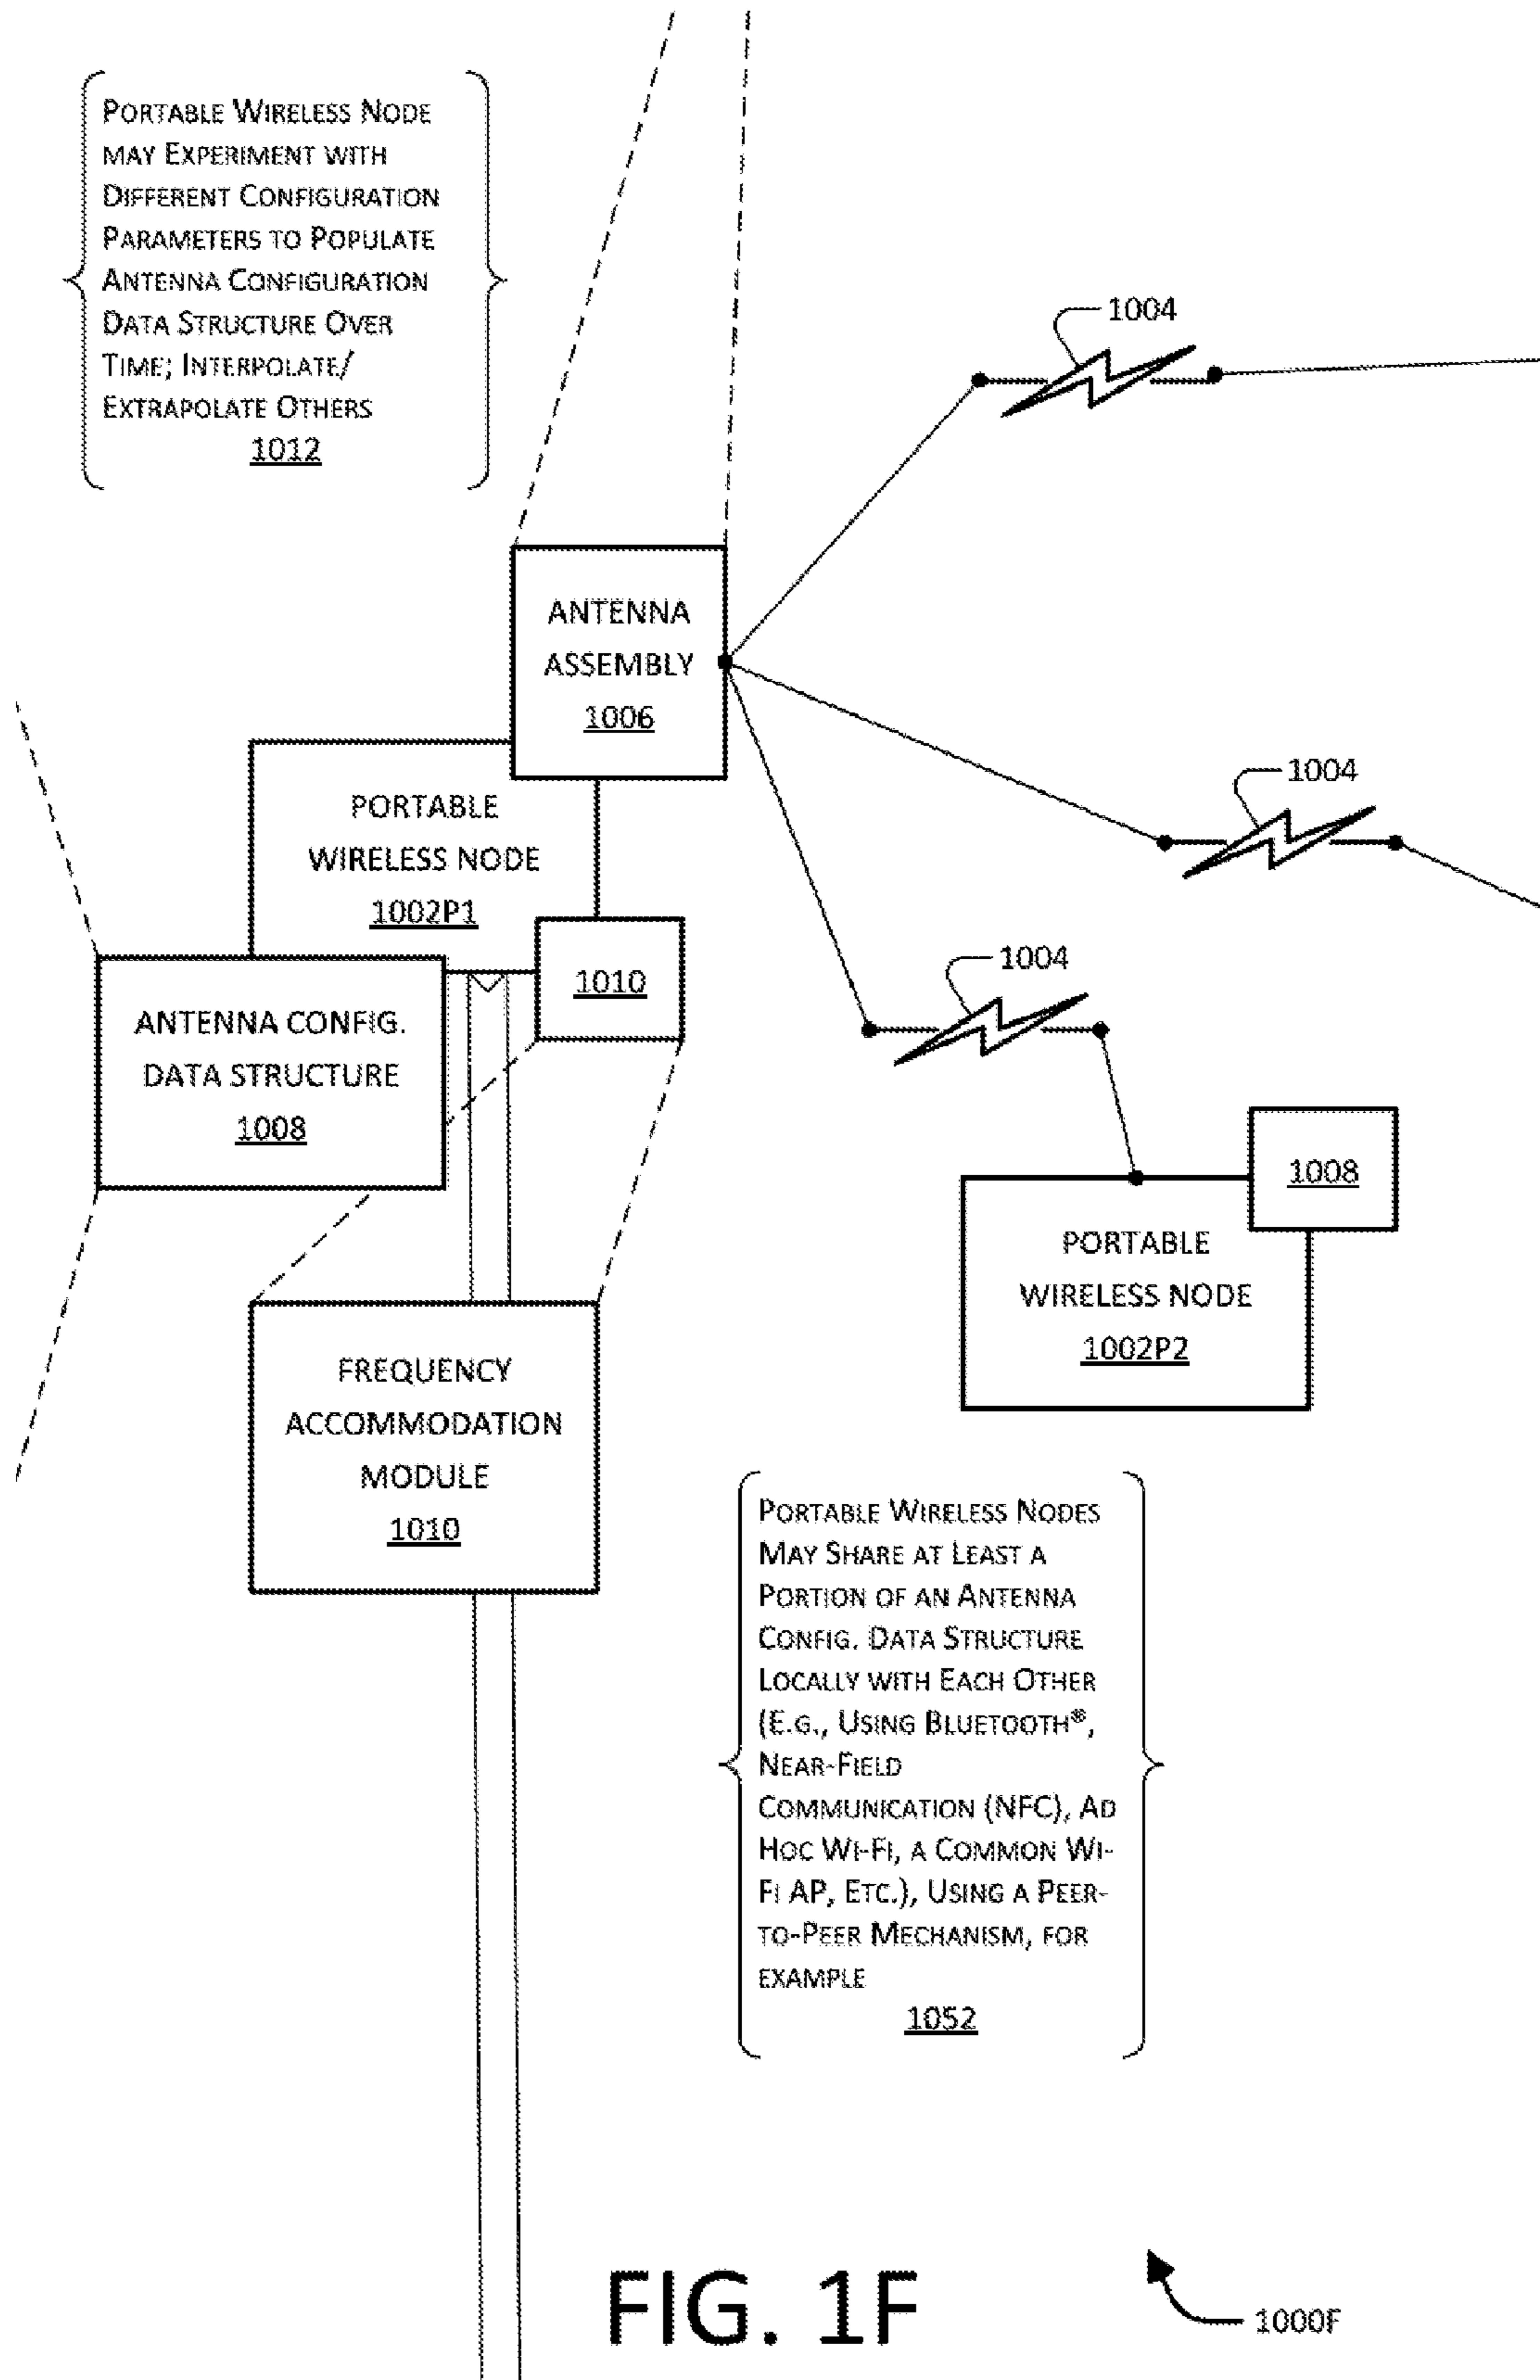 PORTABLE WIRELESS NODE
MAY EXPERIMENT WITH
DIFFERENT CONFIGURATION
PARAMETERS TO POPULATE
ANTENNA CONFIGURATION
DATA STRUCTURE OVER
TIME; INTERPOLATE/
EXTRAPOLATE OTHERS
1012
1004
ANTENNA
ASSEMBLY
1006
1004
PORTABLE
WIRELESS NODE
1002P1
1004
1010
ANTENNA CONFIG.
DATA STRUCTURE
1008
1008
PORTABLE
WIRELESS NODE
1002P2
FREQUENCY
ACCOMMODATION
MODULE
1010
PORTABLE WIRELESS NODES
MAY SHARE AT LEAST A
PORTION OF AN ANTENNA
CONFIG. DATA STRUCTURE
LOCALLY WITH EACH OTHER
(E.G., USING BLUETOOTH®,
NEAR-FIELD
COMMUNICATION (NFC), AD
HOC WI-FI, A COMMON WI-
FI AP, ETC.), USING A PEER-
TO-PEER MECHANISM, FOR
EXAMPLE
1052
FIG. 1F
1000F